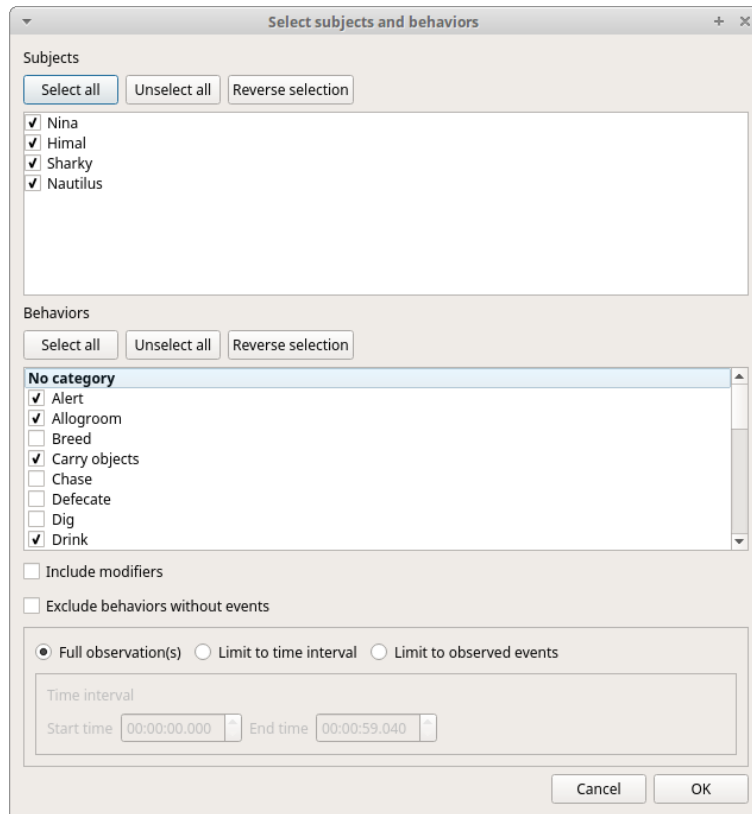 Select subjects and behaviors
Subjects
Select all Unselect all Reverse selection
Nina
Himal
Sharky
Nautilus
Behaviors
Select all Unselect all Reverse selection
No category
Alert
Allogroom
Breed
Carry objects
Chase
Defecate
Dig
Drink
Include modifiers
Exclude behaviors without events
Full observation(s) Limit to time interval Limit to observed events
Time interval
Start time 00:00:00.000 End time 00:00:59.040
Cancel OK